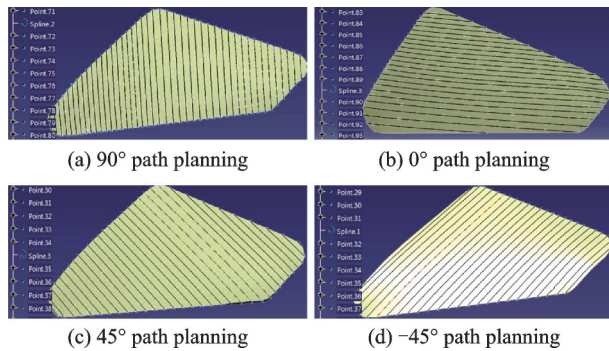 Point.71
Spline.2
Point.72
Point.73
Point.74
Point.75
Point.76
Point.77
Point.78
Point.79
Point.80
(a) 90° path planning
Point.83
Point.84
Point.85
Point.86
Point.87
Point.88
Point.89
Spline.3
Point.90
Point.91
Point.92
Point.93
(b) 0° path planning
Point.30
Point.31
Point.32
Point.33
Point.34
Spline.3
Point.35
Point.36
Point.37
Point.38
(c) 45° path planning
Point.29
Point.30
Point.31
Spline.1
Point.32
Point.33
Point.34
Point.35
Point.36
Point.37
(d) −45° path planning